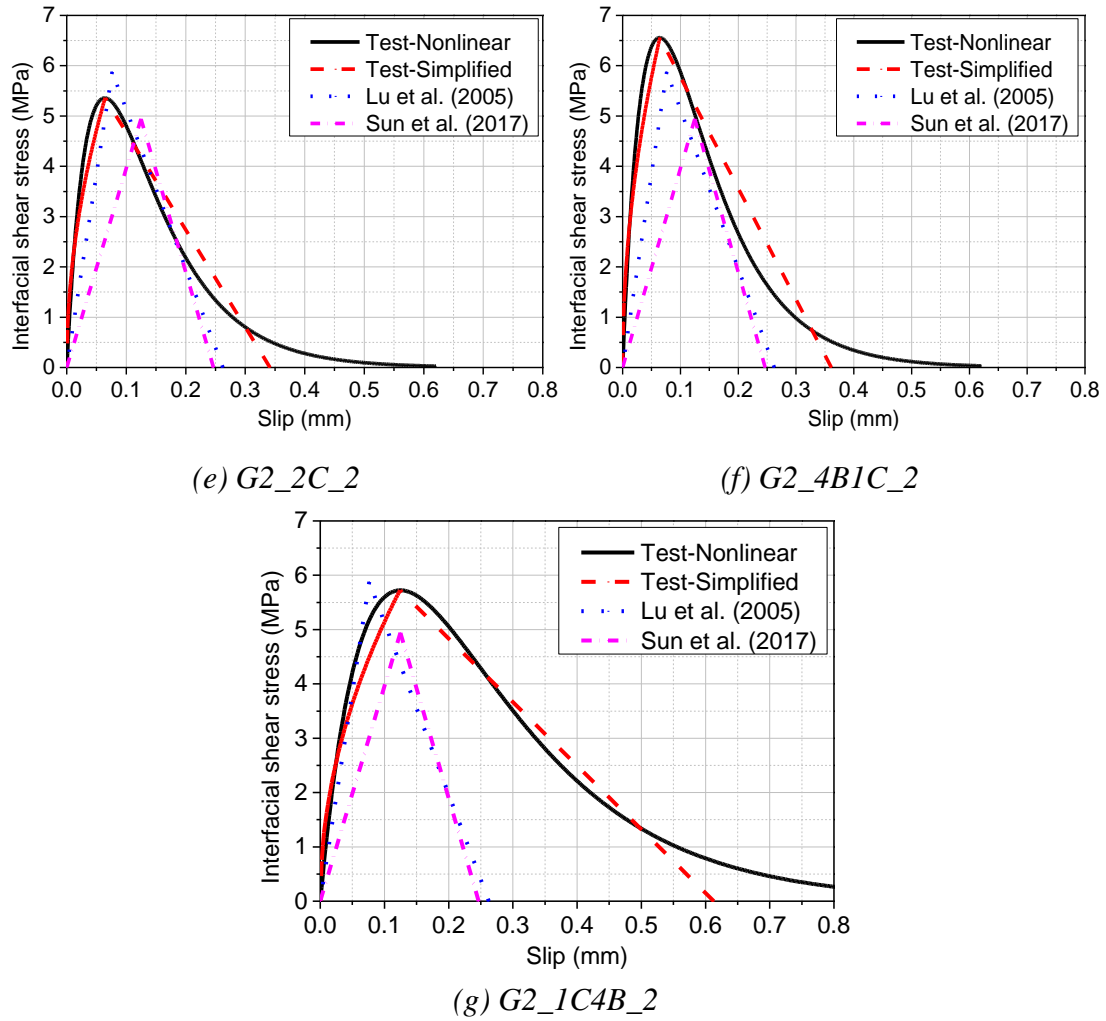 Interfacial shear stress (MPa)
7
6
5
4
3
2
1
0
Test-Nonlinear
Test-Simplified
Lu et al. (2005)
Sun et al. (2017)
0.0 0.1 0.2 0.3 0.4 0.5 0.6 0.7 0.8
Slip (mm)
(e) G2_2C_2
Interfacial shear stress (MPa)
7
6
5
4
3
2
1
0
Test-Nonlinear
Test-Simplified
Lu et al. (2005)
Sun et al. (2017)
0.0 0.1 0.2 0.3 0.4 0.5 0.6 0.7 0.8
Slip (mm)
(f) G2_4B1C_2
Interfacial shear stress (MPa)
7
6
5
4
3
2
1
0
Test-Nonlinear
Test-Simplified
Lu et al. (2005)
Sun et al. (2017)
0.0 0.1 0.2 0.3 0.4 0.5 0.6 0.7 0.8
Slip (mm)
(g) G2_1C4B_2